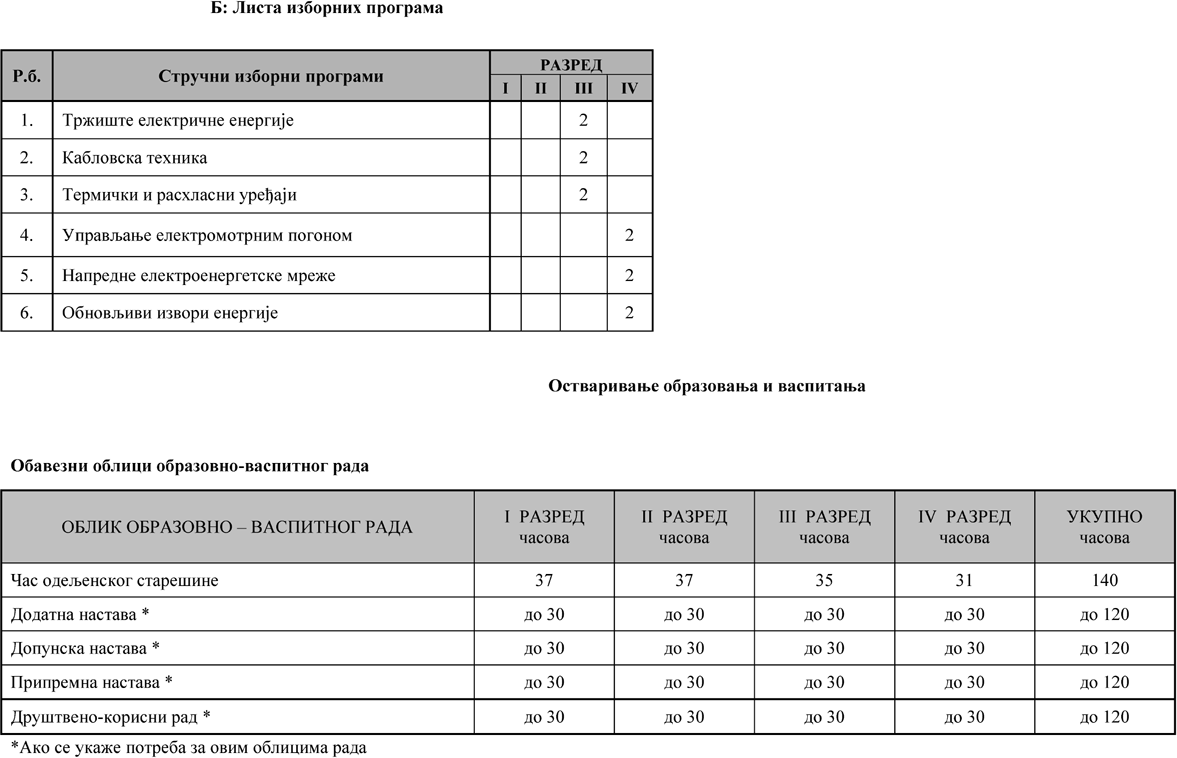 Б: Листа изборних програма
Р.б. Стручни изборни програми РАЗРЕД
I II III IV
1. Тржиште електричне енергије 2
2. Кабловска техника 2
3. Термички и расхласни уређаји 2
4. Управљање електромотрним погоном 2
5. Напредне електроенергетске мреже 2
6. Обновљиви извори енергије 2
Остваривање образовања и васпитања
Обавезни облици образовно-васпитног рада
ОБЛИК ОБРАЗОВНО – ВАСПИТНОГ РАДА I РАЗРЕД часова II РАЗРЕД часова III РАЗРЕД часова IV РАЗРЕД часова УКУПНО часова
Час одељенског старешине 37 37 35 31 140
Додатна настава * до 30 до 30 до 30 до 30 до 120
Допунска настава * до 30 до 30 до 30 до 30 до 120
Припремна настава * до 30 до 30 до 30 до 30 до 120
Друштвено-корисни рад * до 30 до 30 до 30 до 30 до 120
*Ако се укаже потреба за овим облицима рада